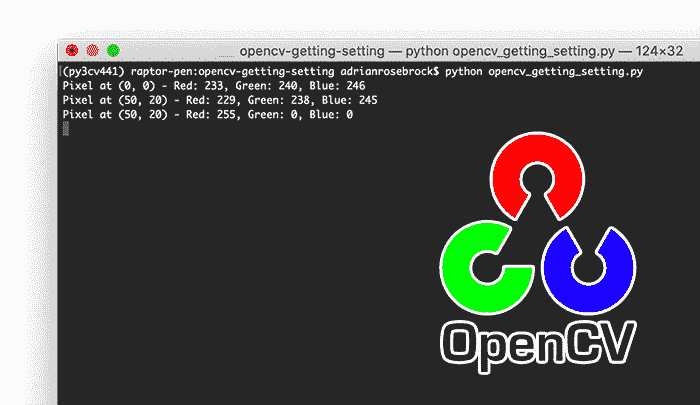 opencv-getting-setting — python opencv_getting_setting.py — 124×32
(py3cv441) raptor-pen:opencv-getting-setting adrianrosebrock$ python opencv_getting_setting.py
Pixel at (0, 0) - Red: 233, Green: 240, Blue: 246
Pixel at (50, 20) - Red: 229, Green: 238, Blue: 245
Pixel at (50, 20) - Red: 255, Green: 0, Blue: 0
OpenCV